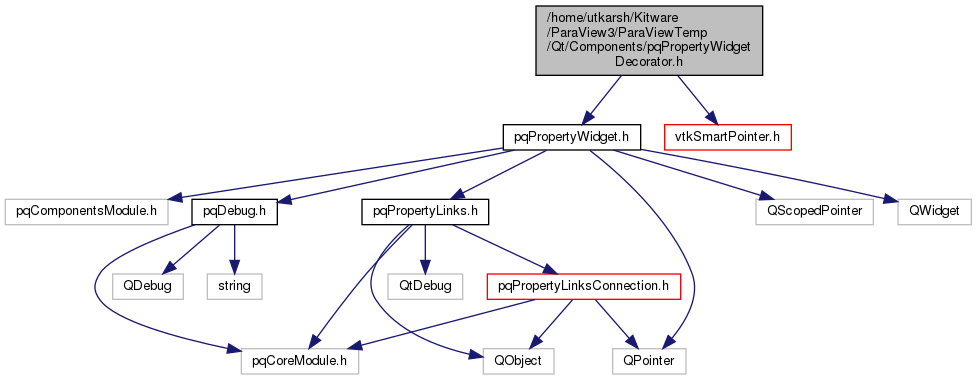 /home/utkarsh/Kitware
/ParaView3/ParaViewTemp
/Qt/Components/pqPropertyWidget
Decorator.h
pqPropertyWidget.h
vtkSmartPointer.h
pqComponentsModule.h
pqDebug.h
pqPropertyLinks.h
QScopedPointer
QWidget
QDebug
string
QtDebug
pqPropertyLinksConnection.h
pqCoreModule.h
QObject
QPointer